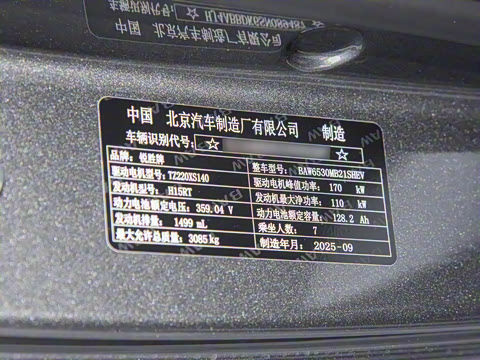 中国 北京汽车制造厂有限公司 制造
车辆识别代号: ☆ ☆
品牌: 悦胜牌 整车型号: BAW6530MB21SHEV
驱动电机型号: TZ220XS140 驱动电机峰值功率: 170 kW
发动机型号: H15RT 发动机最大净功率: 110 kW
动力电池额定电压: 359.04 V 动力电池额定容量: 128.2 Ah
发动机排量: 1499 mL 乘坐人数: 7
最大允许总质量: 3085kg 制造年月: 2025-09
BAW